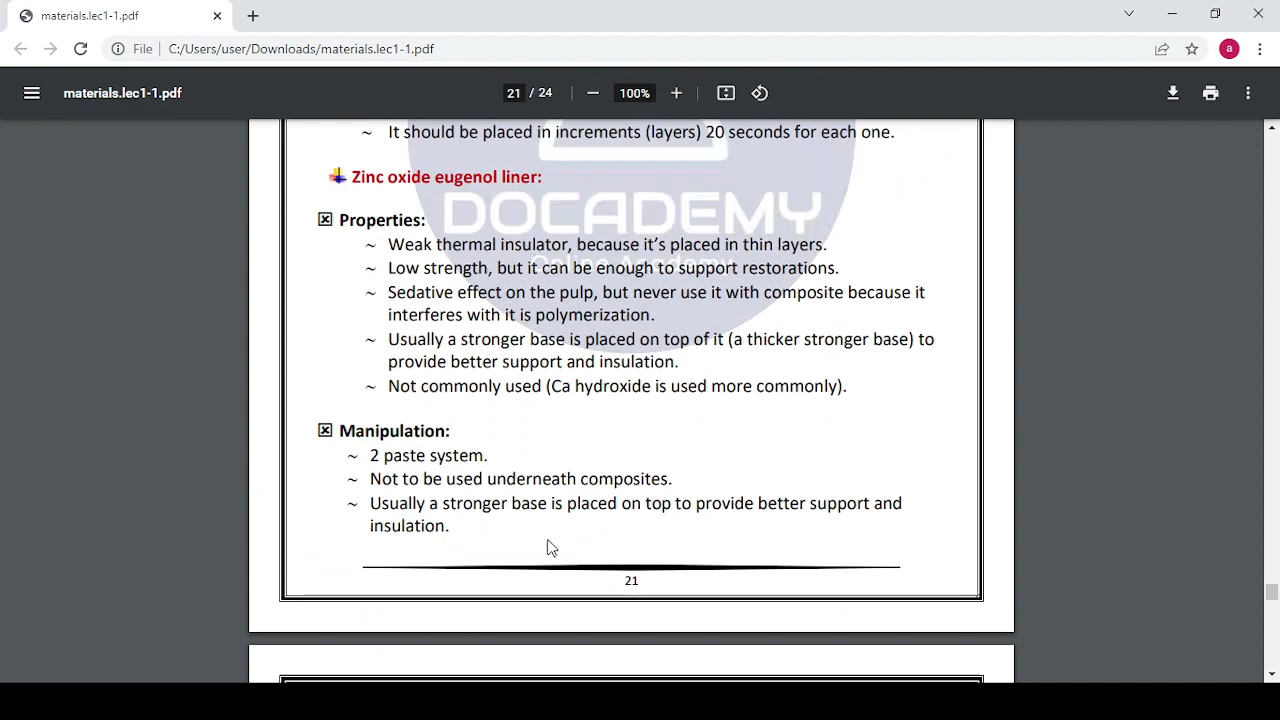 materials.lec1-1.pdf
File
C:/Users/user/Downloads/materials.lec1-1.pdf
a
materials.lec1-1.pdf
21 / 24
100%
~ It should be placed in increments (layers) 20 seconds for each one.
Zinc oxide eugenol liner:
DOCADEMY
Online Academy
Properties:
~ Weak thermal insulator, because it's placed in thin layers.
~ Low strength, but it can be enough to support restorations.
~ Sedative effect on the pulp, but never use it with composite because it
interferes with it is polymerization.
~ Usually a stronger base is placed on top of it (a thicker stronger base) to
provide better support and insulation.
~ Not commonly used (Ca hydroxide is used more commonly).
Manipulation:
~ 2 paste system.
~ Not to be used underneath composites.
~ Usually a stronger base is placed on top to provide better support and
insulation.
21